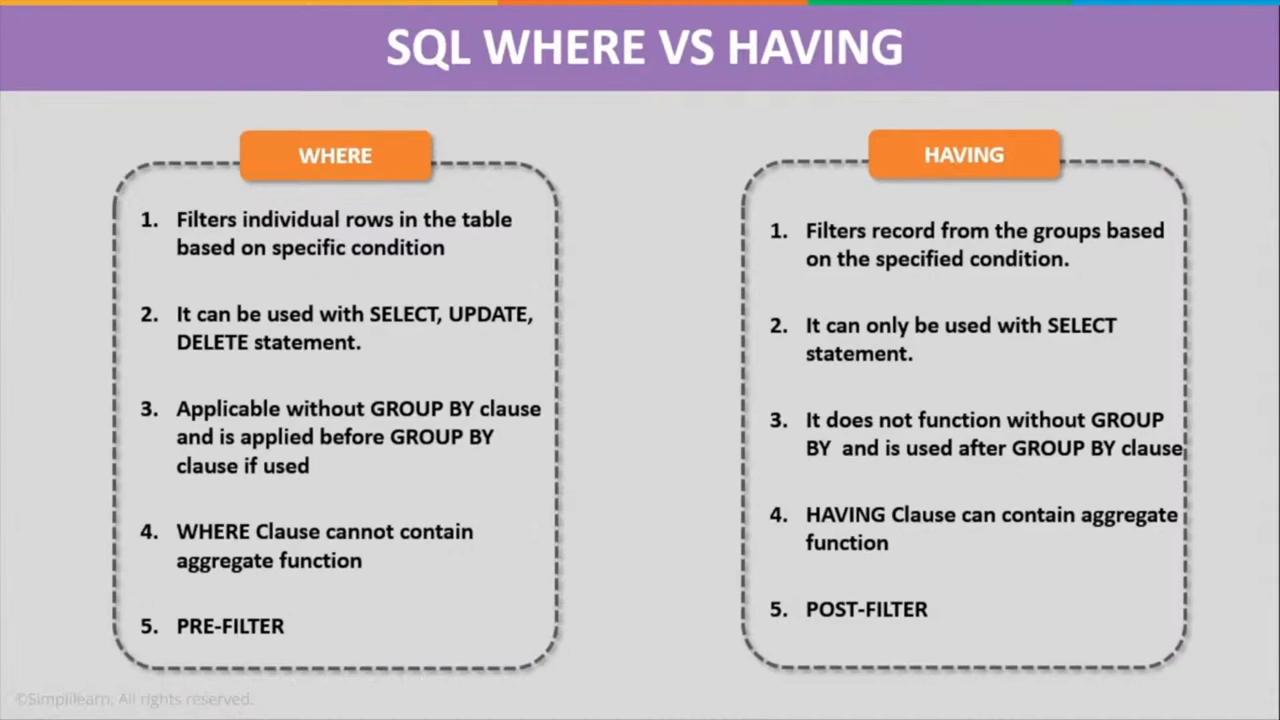 SQL WHERE VS HAVING
WHERE
1. Filters individual rows in the table
based on specific condition
2. It can be used with SELECT, UPDATE,
DELETE statement.
3. Applicable without GROUP BY clause
and is applied before GROUP BY
clause if used
4. WHERE Clause cannot contain
aggregate function
5. PRE-FILTER
HAVING
1. Filters record from the groups based
on the specified condition.
2. It can only be used with SELECT
statement.
3. It does not function without GROUP
BY and is used after GROUP BY clause
4. HAVING Clause can contain aggregate
function
5. POST-FILTER
©Simplilearn. All rights reserved.